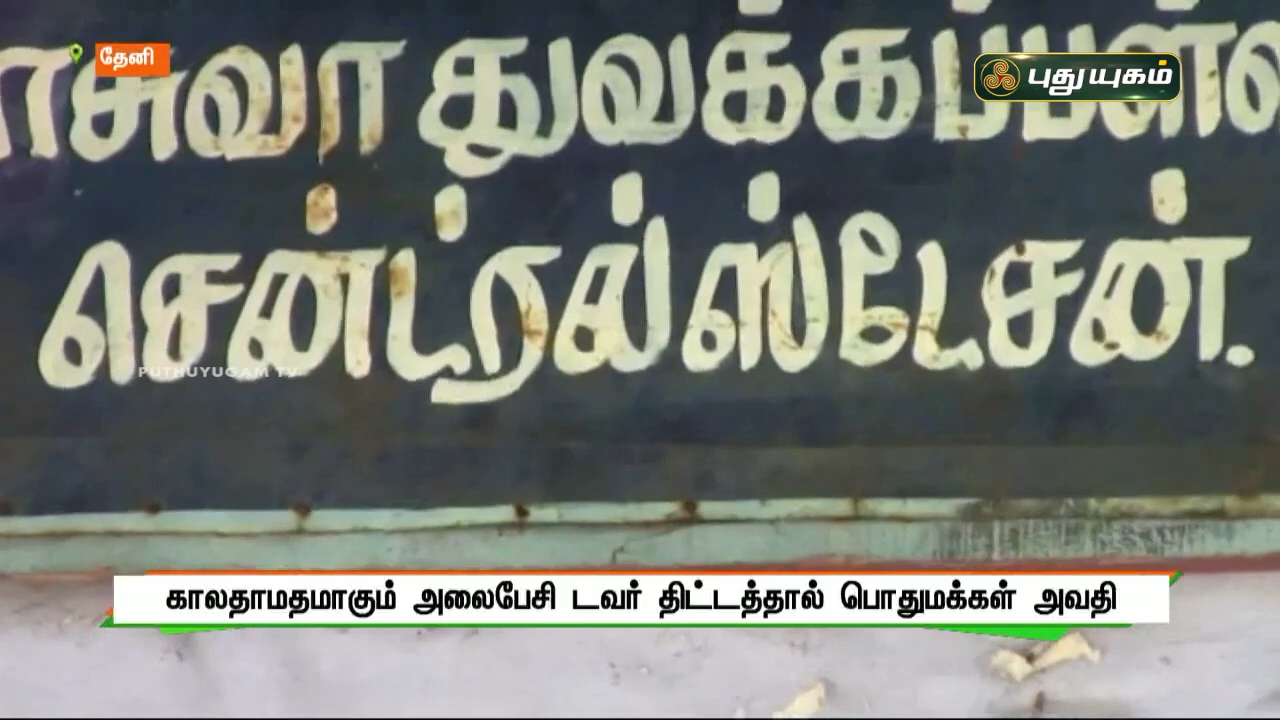 தேனி
புதுயுகம்
துவக்கப்பள்
சென்ட்ரல்ஸ்டேசன்.
PUTHUYUGAM TV
காலதாமதமாகும் அலைபேசி டவர் திட்டத்தால் பொதுமக்கள் அவதி